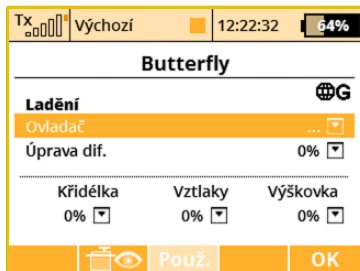 Tx Výchozí 12:22:32 64%
Butterfly
G
Ladění
Ovladač ...
Úprava dif. 0%
Křidélka Vztlaky Výškovka
0% 0% 0%
Použ. OK